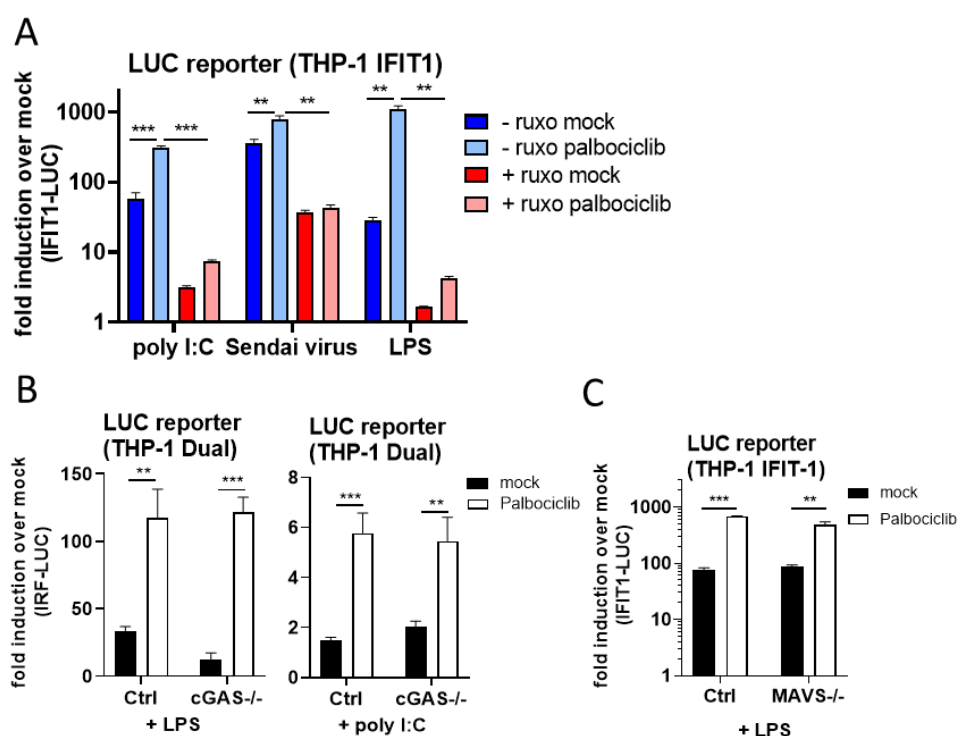 A
LUC reporter (THP-1 IFIT1)
fold induction over mock
(IFIT1-LUC)
1000
100
10
1
*** ***
** **
** **
poly I:C Sendai virus LPS
- ruxo mock
- ruxo palbociclib
+ ruxo mock
+ ruxo palbociclib
B
LUC reporter
(THP-1 Dual)
fold induction over mock
(IRF-LUC)
150
100
50
0
** ***
Ctrl cGAS-/-
+ LPS
LUC reporter
(THP-1 Dual)
8
6
4
2
0
*** **
Ctrl cGAS-/-
+ poly I:C
mock
Palbociclib
C
LUC reporter
(THP-1 IFIT-1)
fold induction over mock
(IFIT1-LUC)
1000
100
10
1
*** **
Ctrl MAVS-/-
+ LPS
mock
Palbociclib